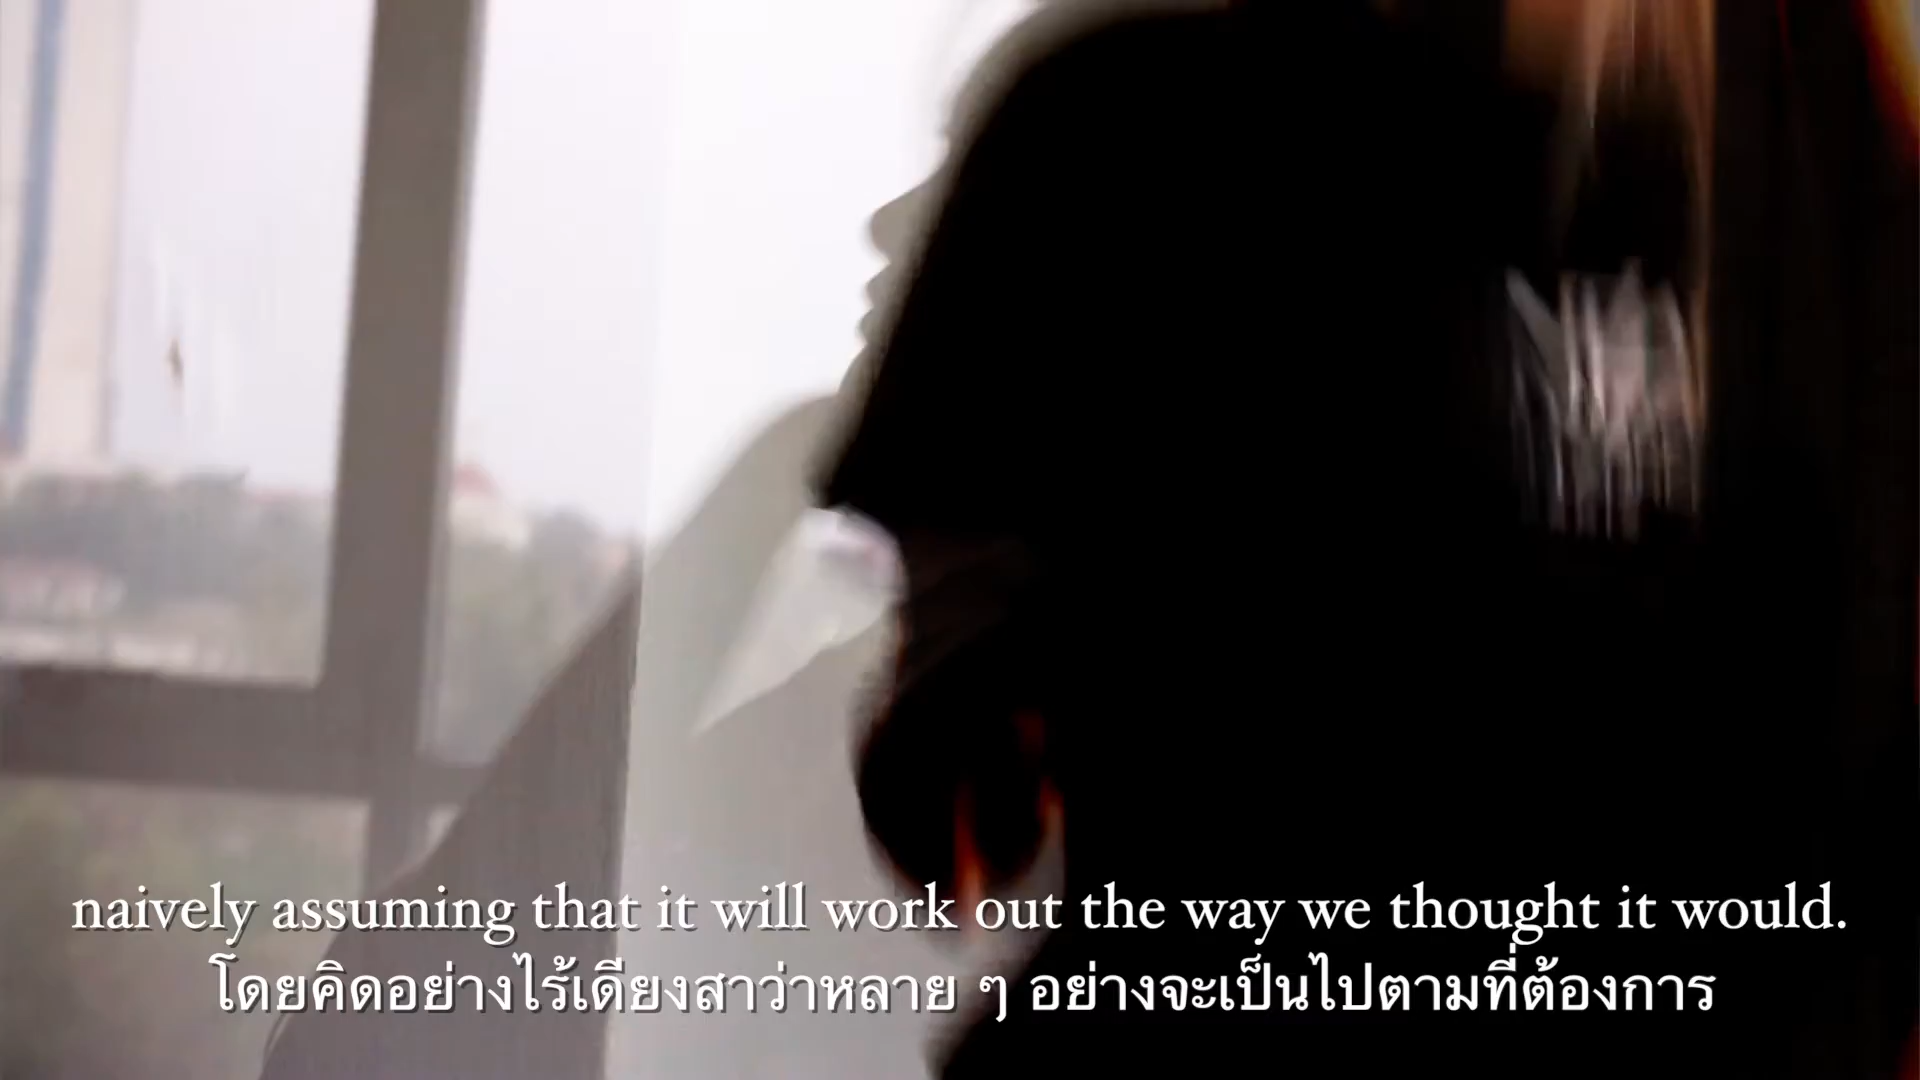 naively assuming that it will work out the way we thought it would.
โดยคิดอย่างไร้เดียงสาว่าหลาย ๆ อย่างจะเป็นไปตามที่ต้องการ